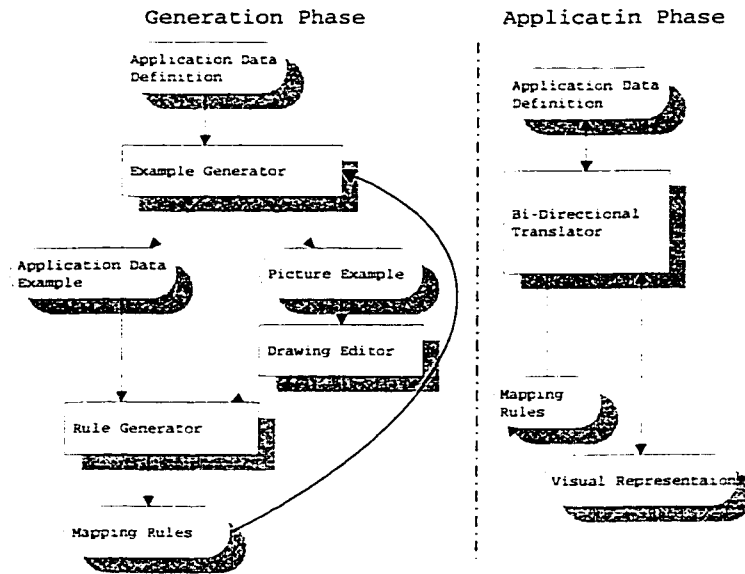 Generation Phase
Application Data
Definition
Example Generator
Application Data
Example
Picture Example
Drawing Editor
Rule Generator
Mapping Rules
Applicatin Phase
Application Data
Definition
Bi-Directional
Translator
Mapping
Rules
Visual Representaion